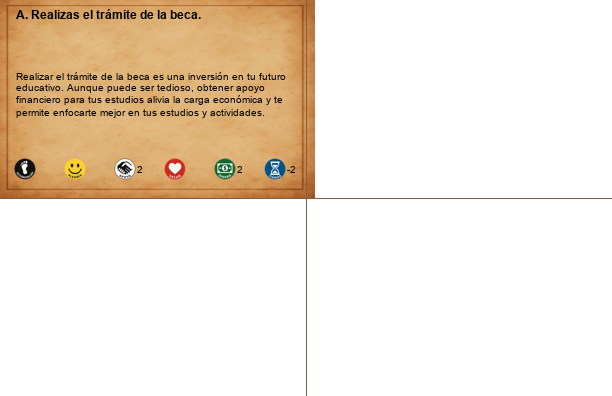 A. Realizas el trámite de la beca.
Realizar el trámite de la beca es una inversión en tu futuro
educativo. Aunque puede ser tedioso, obtener apoyo
financiero para tus estudios alivia la carga económica y te
permite enfocarte mejor en tus estudios y actividades.
2 2 -2